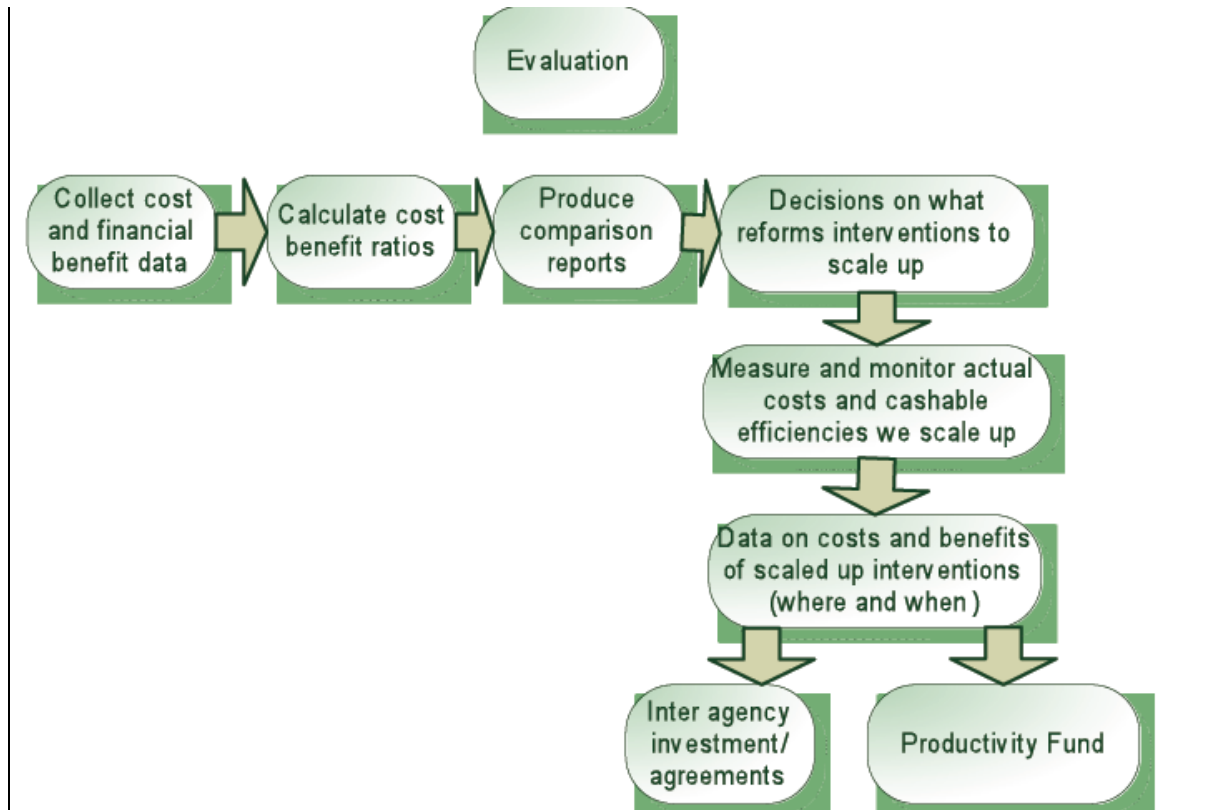 Evaluation
Collect cost
and financial
benefit data
Calculate cost
benefit ratios
Produce
comparison
reports
Decisions on what
reforms interventions to
scale up
Measure and monitor actual
costs and cashable
efficiencies we scale up
Data on costs and benefits
of scaled up interventions
(where and when )
Inter agency
investment/
agreements
Productivity Fund